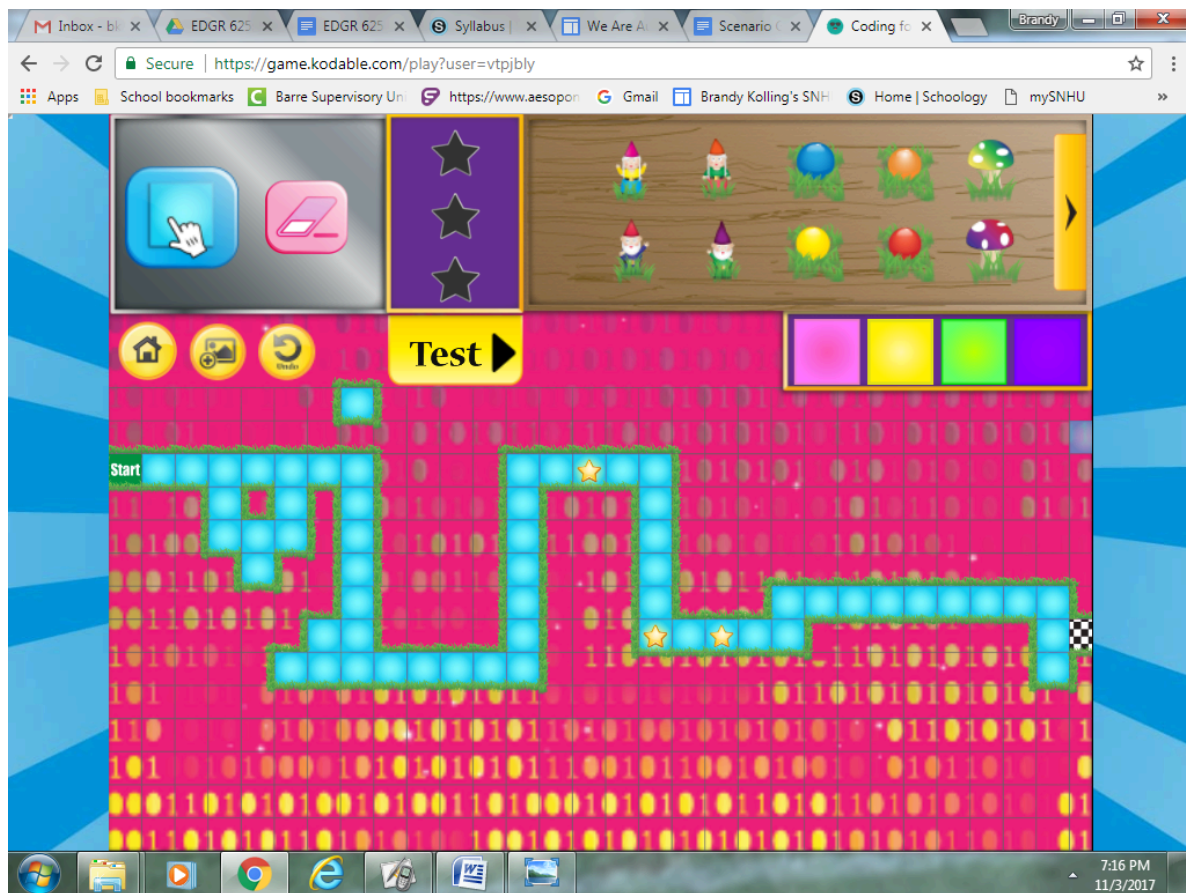 Inbox - bk
EDGR 625
EDGR 625
Syllabus |
We Are A
Scenario
Coding fo
Brandy
Secure | https://game.kodable.com/play?user=vtpjbly
Apps School bookmarks Barre Supervisory Uni https://www.aesopon Gmail Brandy Kolling's SNH Home | Schoology mySNHU »
Test
Start
7:16 PM
11/3/2017